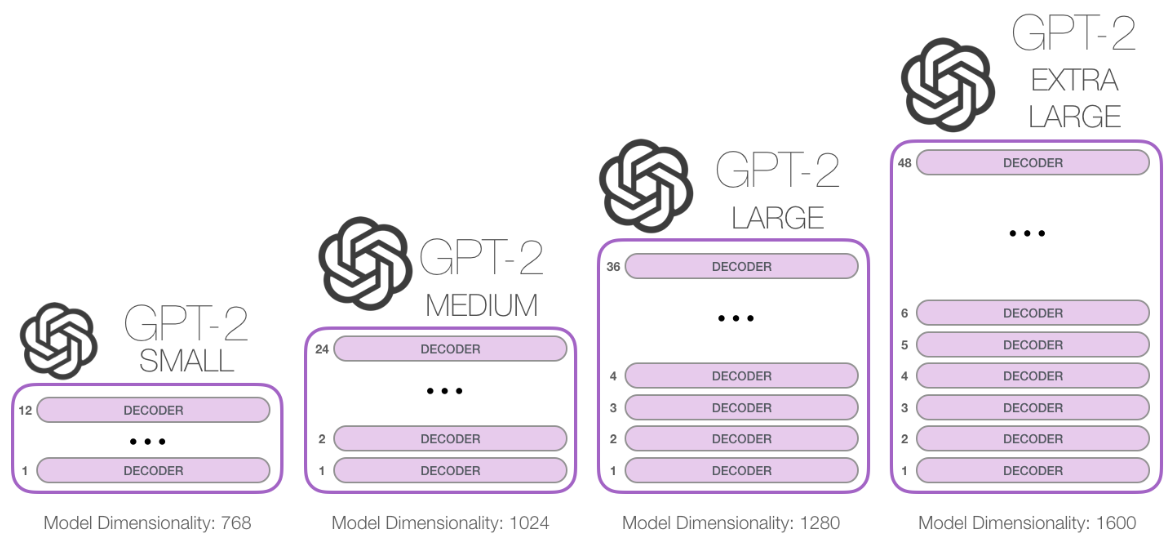 GPT-2
SMALL
12 DECODER
•••
1 DECODER
Model Dimensionality: 768
GPT-2
MEDIUM
24 DECODER
•••
2 DECODER
1 DECODER
Model Dimensionality: 1024
GPT-2
LARGE
36 DECODER
•••
4 DECODER
3 DECODER
2 DECODER
1 DECODER
Model Dimensionality: 1280
GPT-2
EXTRA
LARGE
48 DECODER
•••
6 DECODER
5 DECODER
4 DECODER
3 DECODER
2 DECODER
1 DECODER
Model Dimensionality: 1600